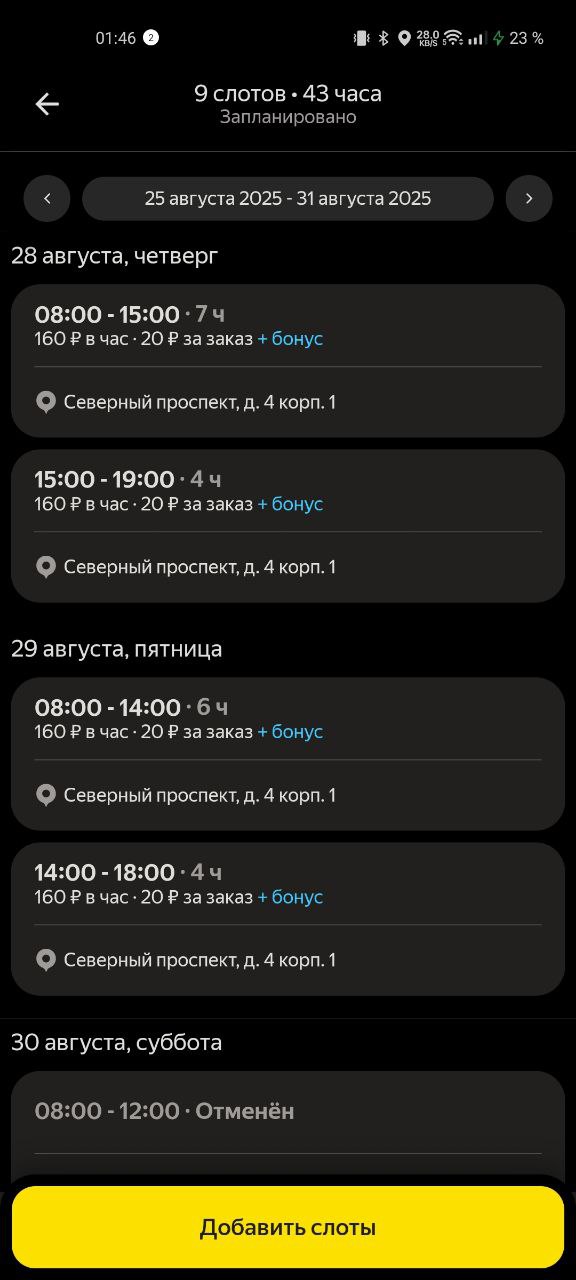 01:46 2 28.0 KB/S 5 23 %
9 слотов • 43 часа
Запланировано
25 августа 2025 - 31 августа 2025
28 августа, четверг
08:00 - 15:00 · 7 ч
160 ₽ в час · 20 ₽ за заказ + бонус
Северный проспект, д. 4 корп. 1
15:00 - 19:00 · 4 ч
160 ₽ в час · 20 ₽ за заказ + бонус
Северный проспект, д. 4 корп. 1
29 августа, пятница
08:00 - 14:00 · 6 ч
160 ₽ в час · 20 ₽ за заказ + бонус
Северный проспект, д. 4 корп. 1
14:00 - 18:00 · 4 ч
160 ₽ в час · 20 ₽ за заказ + бонус
Северный проспект, д. 4 корп. 1
30 августа, суббота
08:00 - 12:00 · Отменён
Добавить слоты